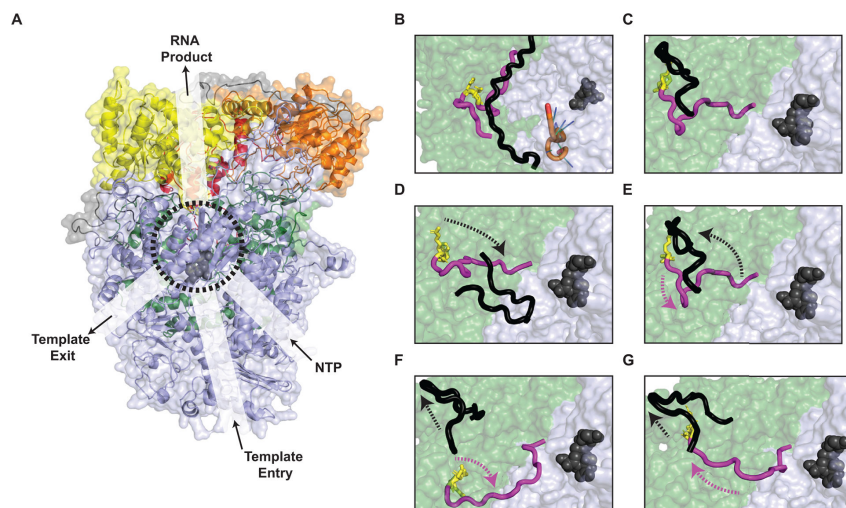 A
RNA
Product
Template
Exit
NTP
Template
Entry
B
C
D
E
F
G